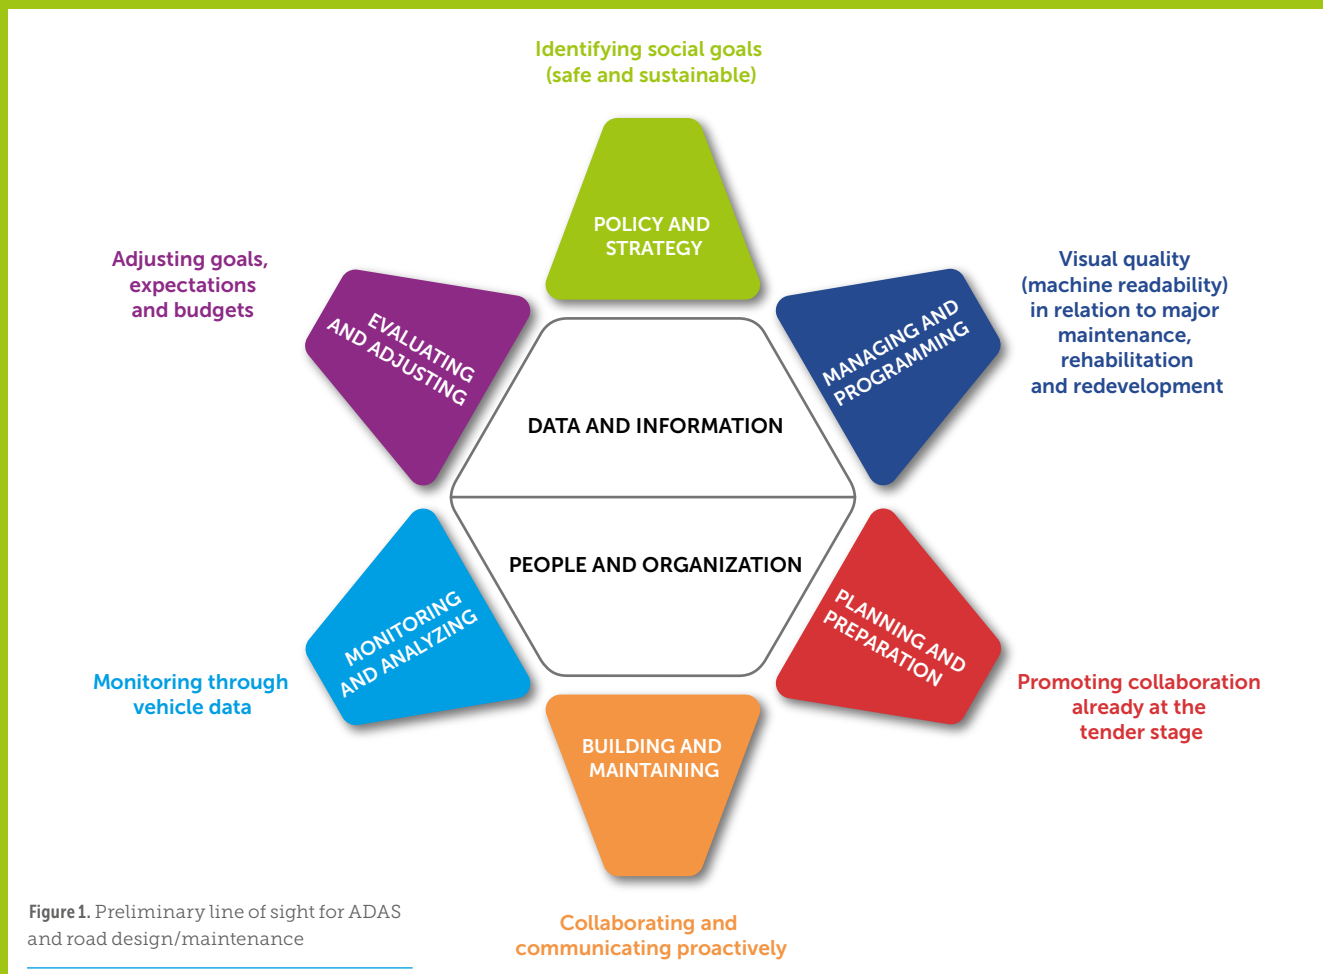 Identifying social goals
(safe and sustainable)
POLICY AND
STRATEGY
Adjusting goals,
expectations
and budgets
EVALUATING
AND ADJUSTING
Visual quality
(machine readability)
in relation to major
maintenance,
rehabilitation
and redevelopment
MANAGING AND
PROGRAMMING
DATA AND INFORMATION
PEOPLE AND ORGANIZATION
MONITORING
AND ANALYZING
Monitoring through
vehicle data
PLANNING AND
PREPARATION
Promoting collaboration
already at the
tender stage
BUILDING AND
MAINTAINING
Collaborating and
communicating proactively
Figure 1. Preliminary line of sight for ADAS
and road design/maintenance